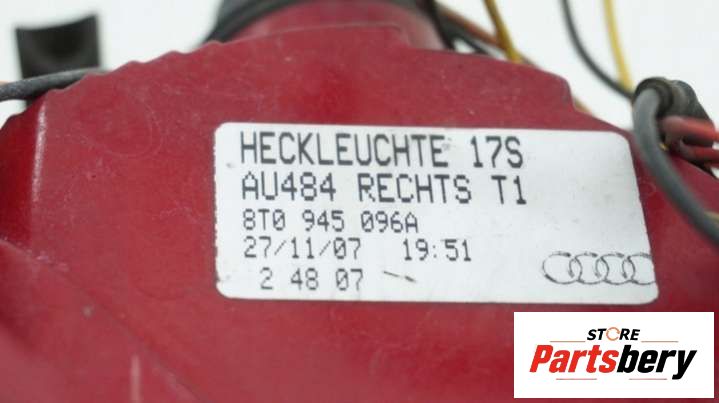 HECKLEUCHTE 17S
AU484 RECHTS T1
8T0 945 096A
27/11/07 19:51
2 48 07
STORE
Partsbery